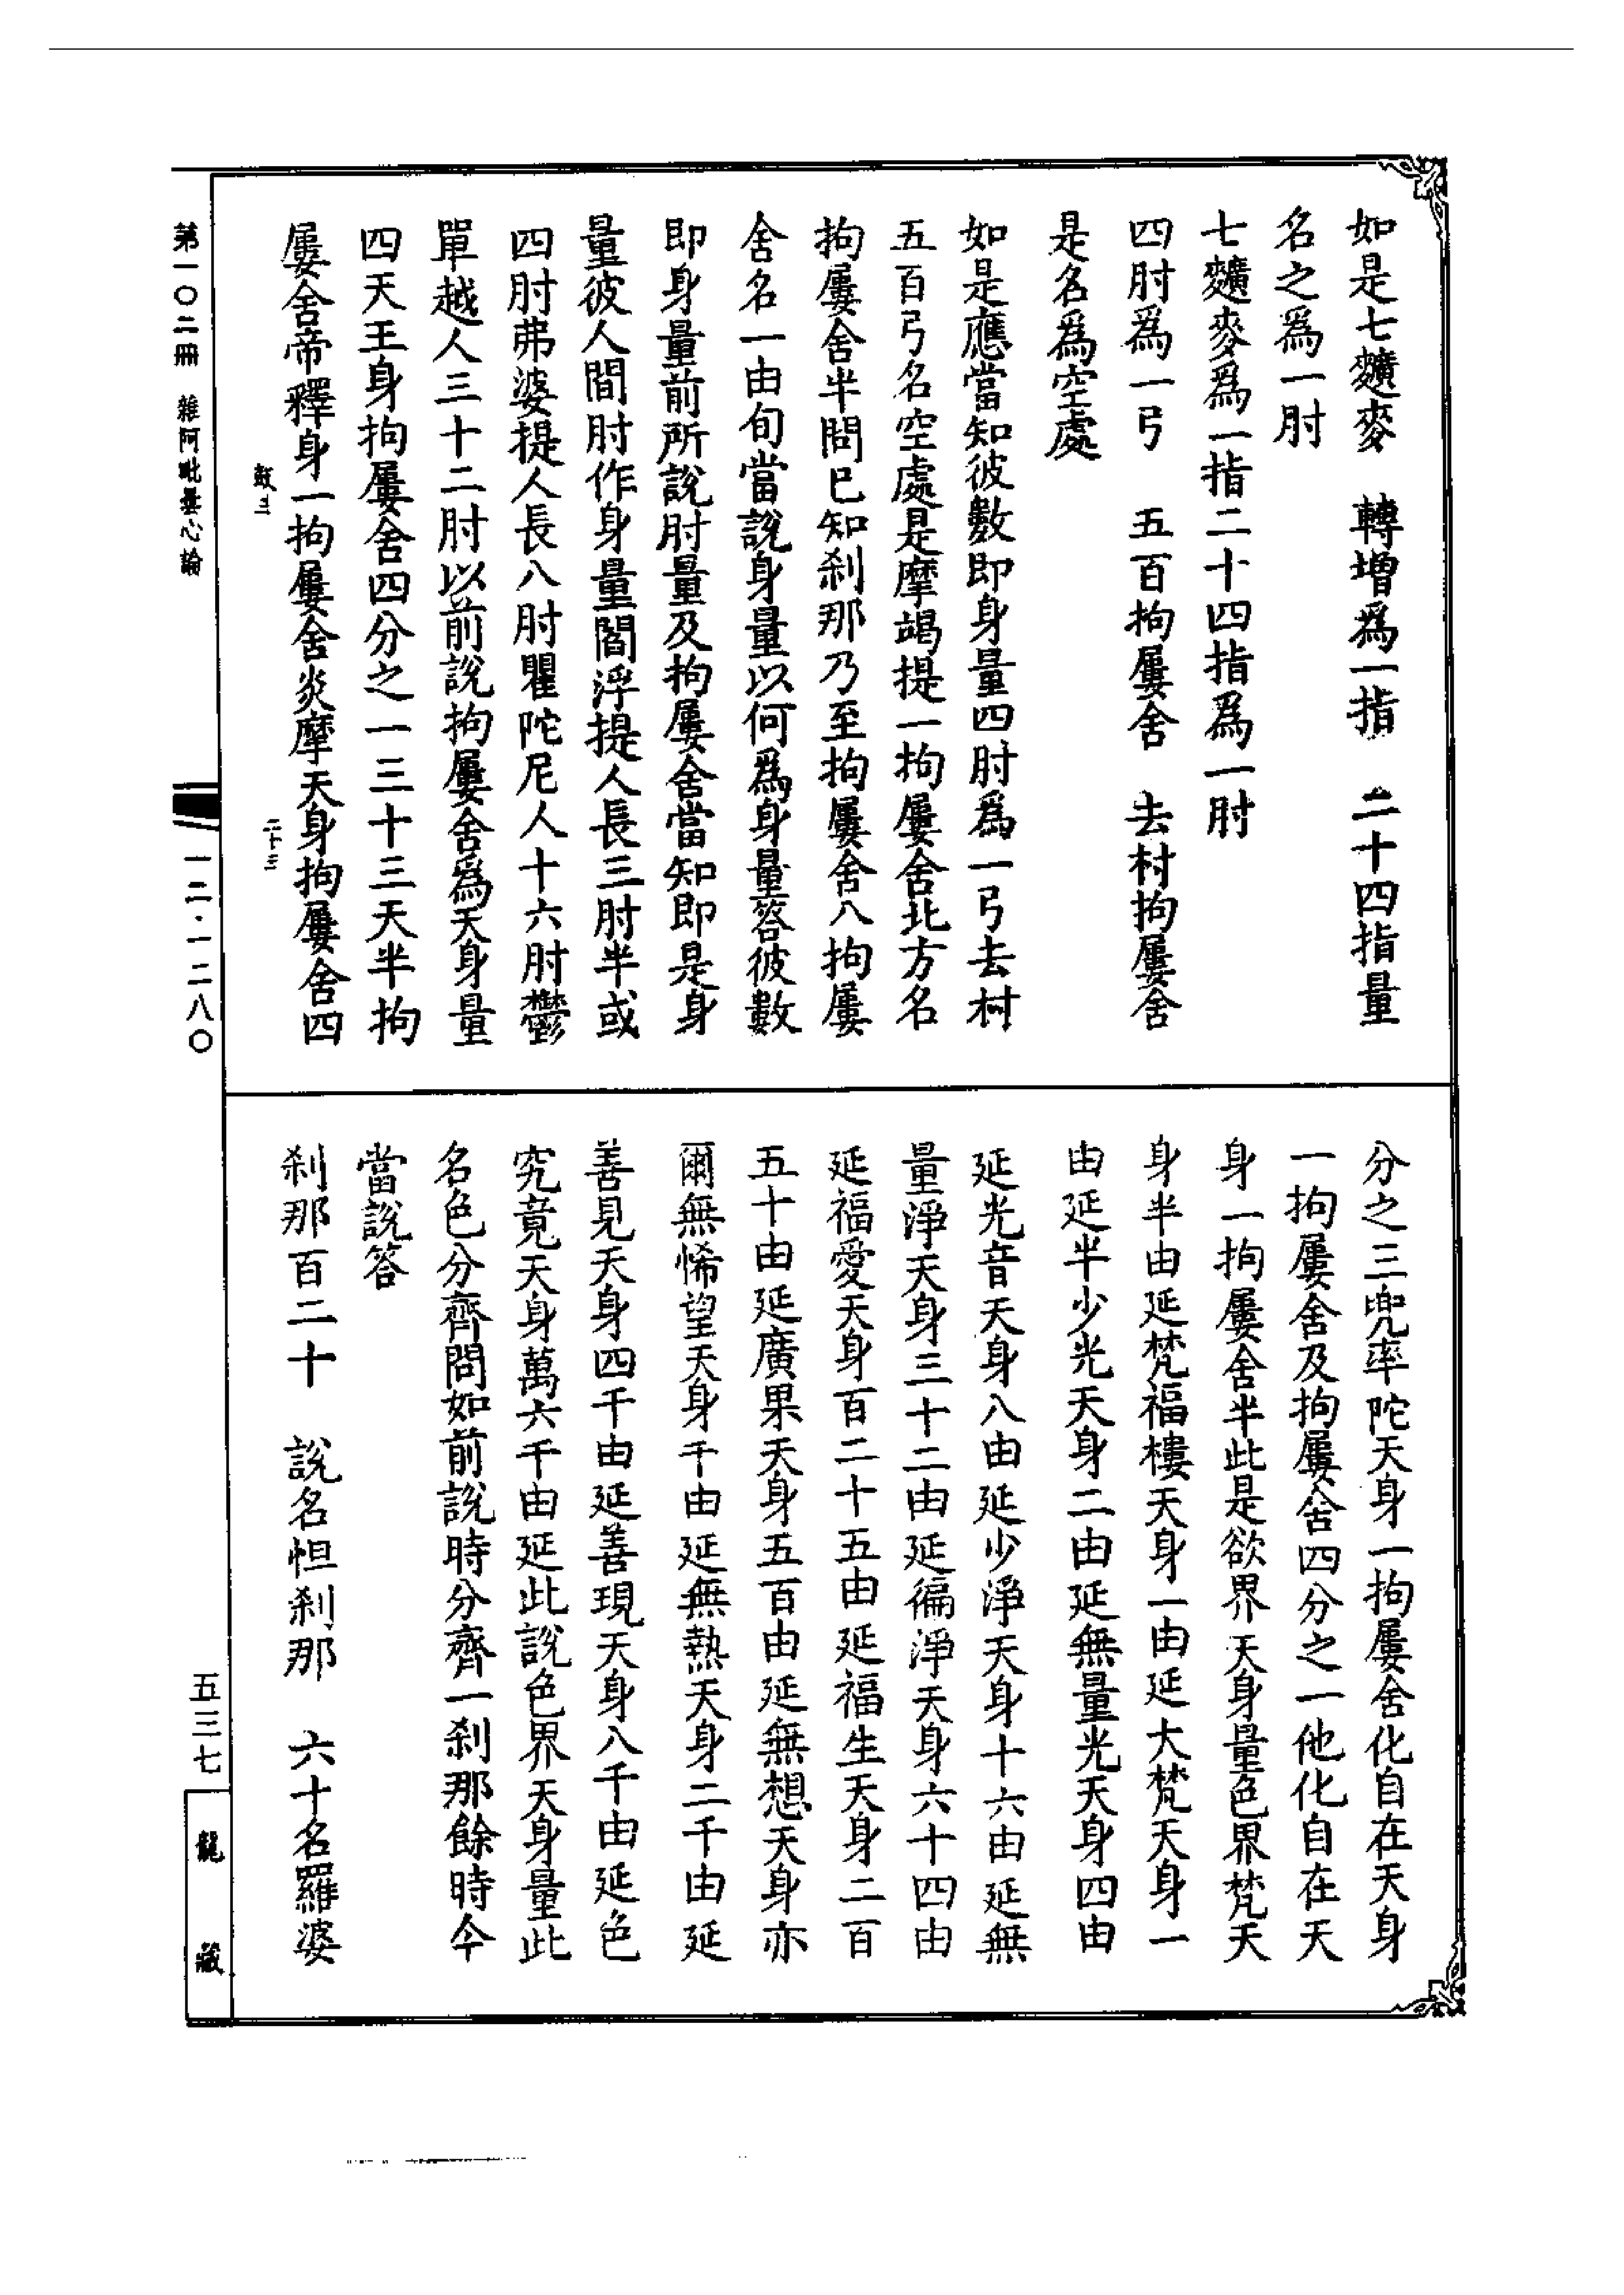 如是七𪍿麥　轉增爲一指　二十四指量
名之爲一肘
七𪍿麥爲一指二十四指爲一肘
四肘爲一弓　五百拘屢舍　去村拘屢舍
是名爲空處
如是應當知彼數即身量四肘爲一弓去村
五百弓名空處是摩竭提一拘屢舍北方名
拘屢舍半問已知刹那乃至拘屢舍八拘屢
舍名一由旬當說身量以何爲身量答彼數
即身量前所說肘量及拘屢舍當知即是身
量彼人間肘作身量閻浮提人長三肘半或
四肘弗婆提人長八肘瞿陀尼人十六肘鬱
單越人三十二肘以前說拘屢舍爲天身量
四天王身拘屢舍四分之一三十三天半拘
屢舍帝釋身一拘屢舍炎摩天身拘屢舍四
分之三兜率陀天身一拘屢舍化自在天身
一拘屢舍及拘屢舍四分之一他化自在天
身一拘屢舍半此是欲界天身量色界梵天
身半由延梵福樓天身一由延大梵天身一
由延半少光天身二由延無量光天身四由
延光音天身八由延少淨天身十六由延無
量淨天身三十二由延徧淨天身六十四由
延福愛天身百二十五由延福生天身二百
五十由延廣果天身五百由延無想天身亦
爾無悕望天身千由延無熱天身二千由延
善見天身四千由延善現天身八千由延色
究竟天身萬六千由延此說色界天身量此
名色分齊問如前說時分齊一刹那餘時今
當說答
刹那百二十　說名怛刹那　六十名羅婆
第一〇二冊　雜阿毗曇心論
一二·一二八〇
五三七
龍藏
二十三